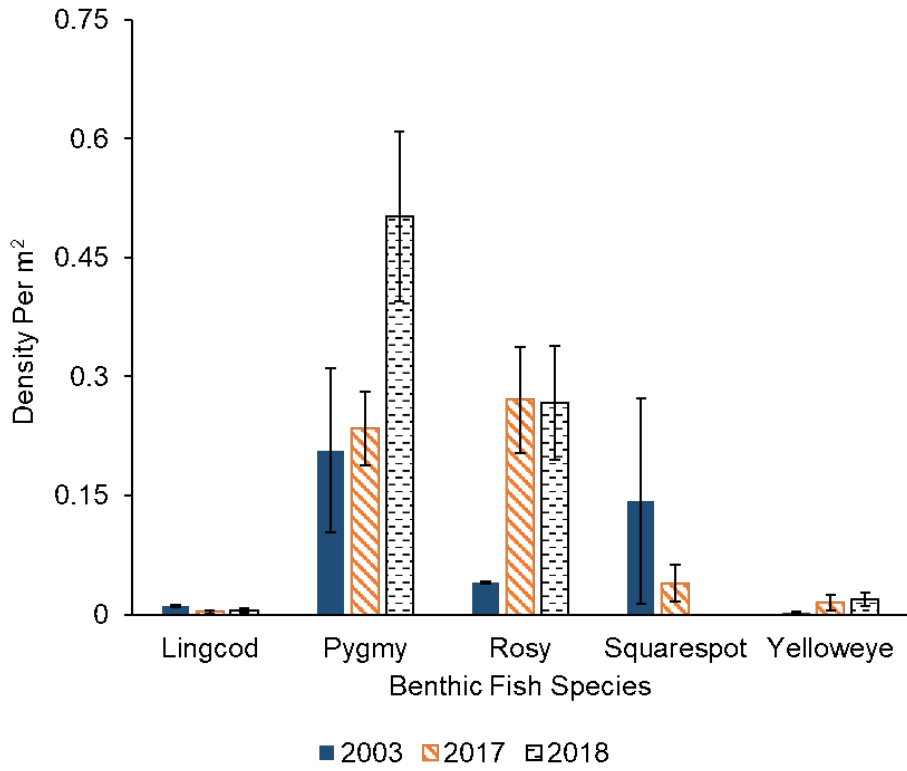 0.75
0.6
0.45
0.3
0.15
0
Density Per m²
Lingcod Pygmy Rosy Squarespot Yelloweye
Benthic Fish Species
2003 2017 2018